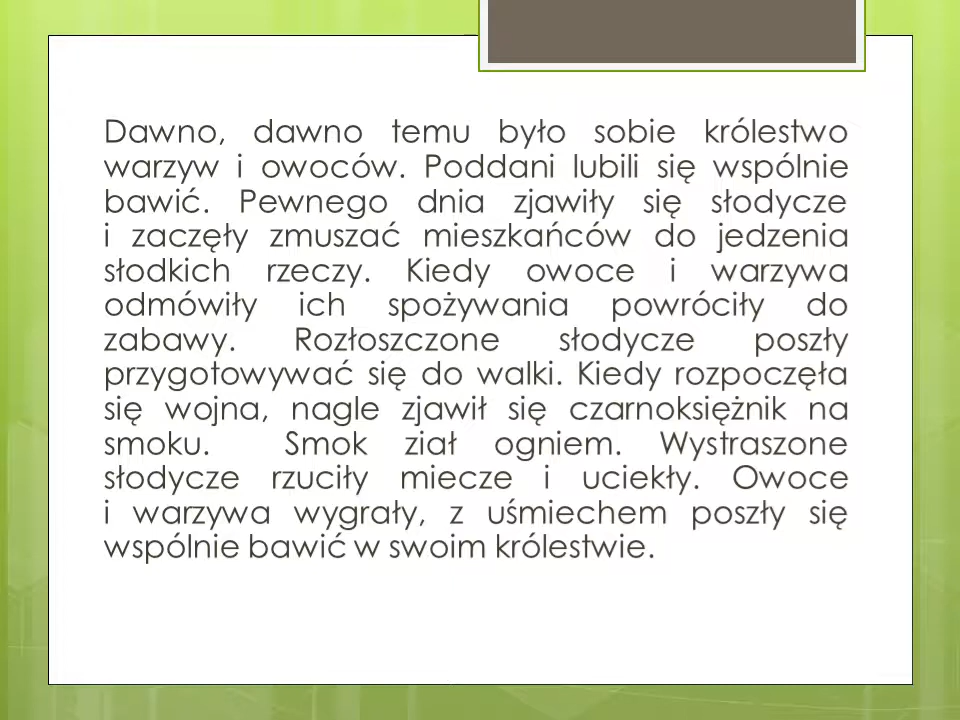 Dawno, dawno temu było sobie królestwo
warzyw i owoców. Poddani lubili się wspólnie
bawić. Pewnego dnia zjawiły się słodycze
i zaczęły zmuszać mieszkańców do jedzenia
słodkich rzeczy. Kiedy owoce i warzywa
odmówiły ich spożywania powróciły do
zabawy. Rozłoszczone słodycze poszły
przygotowywać się do walki. Kiedy rozpoczęła
się wojna, nagle zjawił się czarnoksiężnik na
smoku. Smok ział ogniem. Wystraszone
słodycze rzuciły miecze i uciekły. Owoce
i warzywa wygrały, z uśmiechem poszły się
wspólnie bawić w swoim królestwie.